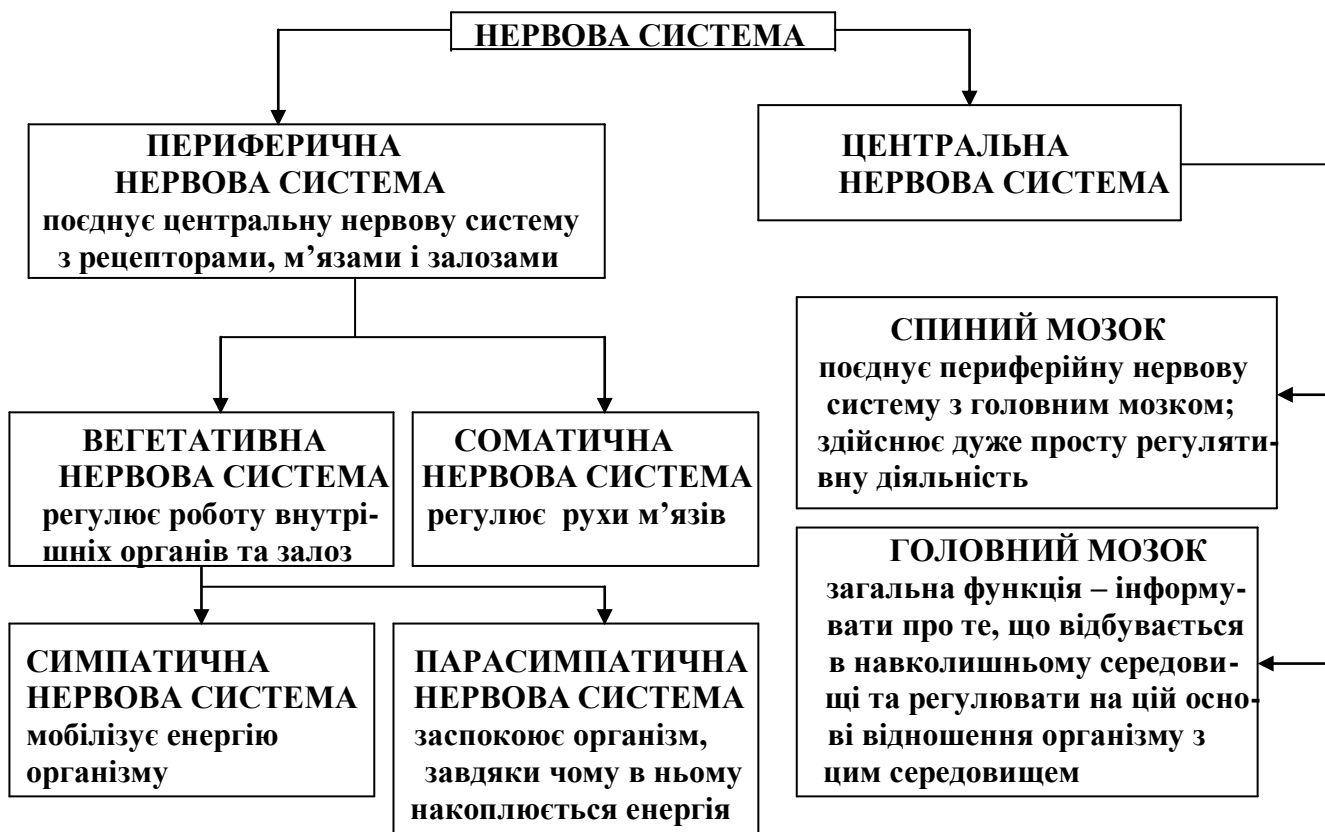 НЕРВОВА СИСТЕМА
ПЕРИФЕРИЧНА
НЕРВОВА СИСТЕМА
поєднує центральну нервову систему
з рецепторами, м’язами і залозами
ЦЕНТРАЛЬНА
НЕРВОВА СИСТЕМА
СПИНИЙ МОЗОК
поєднує периферійну нервову
систему з головним мозком;
здійснює дуже просту регуляти-
вну діяльність
ВЕГЕТАТИВНА
НЕРВОВА СИСТЕМА
регулює роботу внутрі-
шніх органів та залоз
СОМАТИЧНА
НЕРВОВА СИСТЕМА
регулює рухи м’язів
ГОЛОВНИЙ МОЗОК
загальна функція – інформу-
вати про те, що відбувається
в навколишньому середови-
щі та регулювати на цій осно-
ві відношення організму з
цим середовищем
СИМПАТИЧНА
НЕРВОВА СИСТЕМА
мобілізує енергію
організму
ПАРАСИМПАТИЧНА
НЕРВОВА СИСТЕМА
заспокоює організм,
завдяки чому в ньому
накоплюється енергія